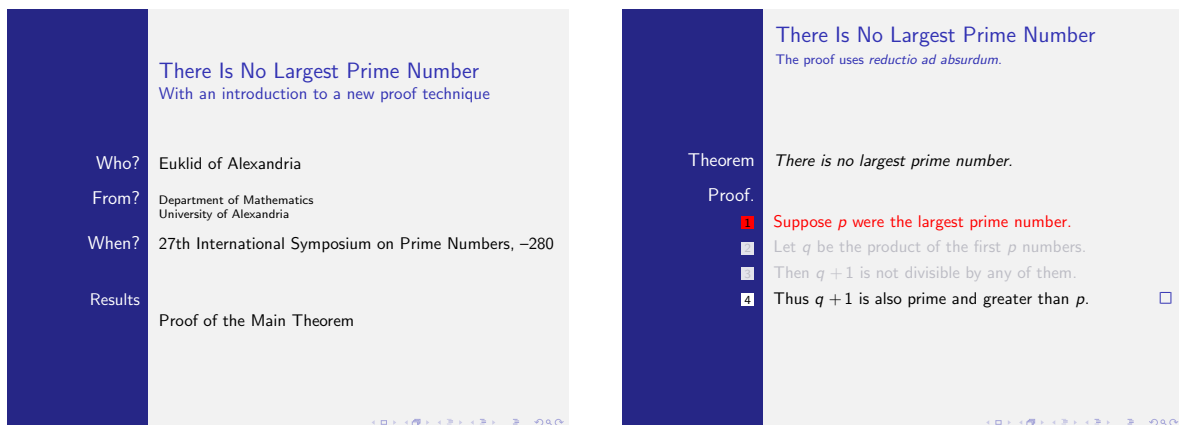 There Is No Largest Prime Number
With an introduction to a new proof technique
Who? Euklid of Alexandria
From? Department of Mathematics
University of Alexandria
When? 27th International Symposium on Prime Numbers, –280
Results
Proof of the Main Theorem
There Is No Largest Prime Number
The proof uses reductio ad absurdum.
Theorem There is no largest prime number.
Proof.
1 Suppose p were the largest prime number.
2 Let q be the product of the first p numbers.
3 Then q + 1 is not divisible by any of them.
4 Thus q + 1 is also prime and greater than p. □